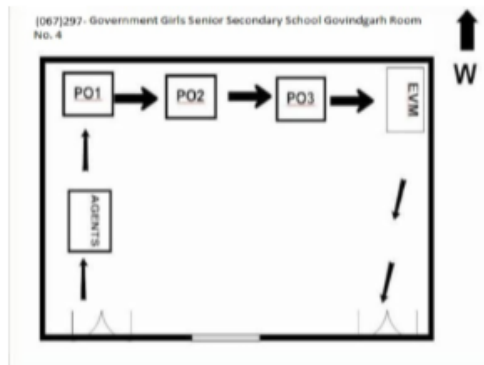 (067)297- Government Girls Senior Secondary School Govindgarh Room
No. 4
W
PO1
PO2
PO3
EVM
AGENTS